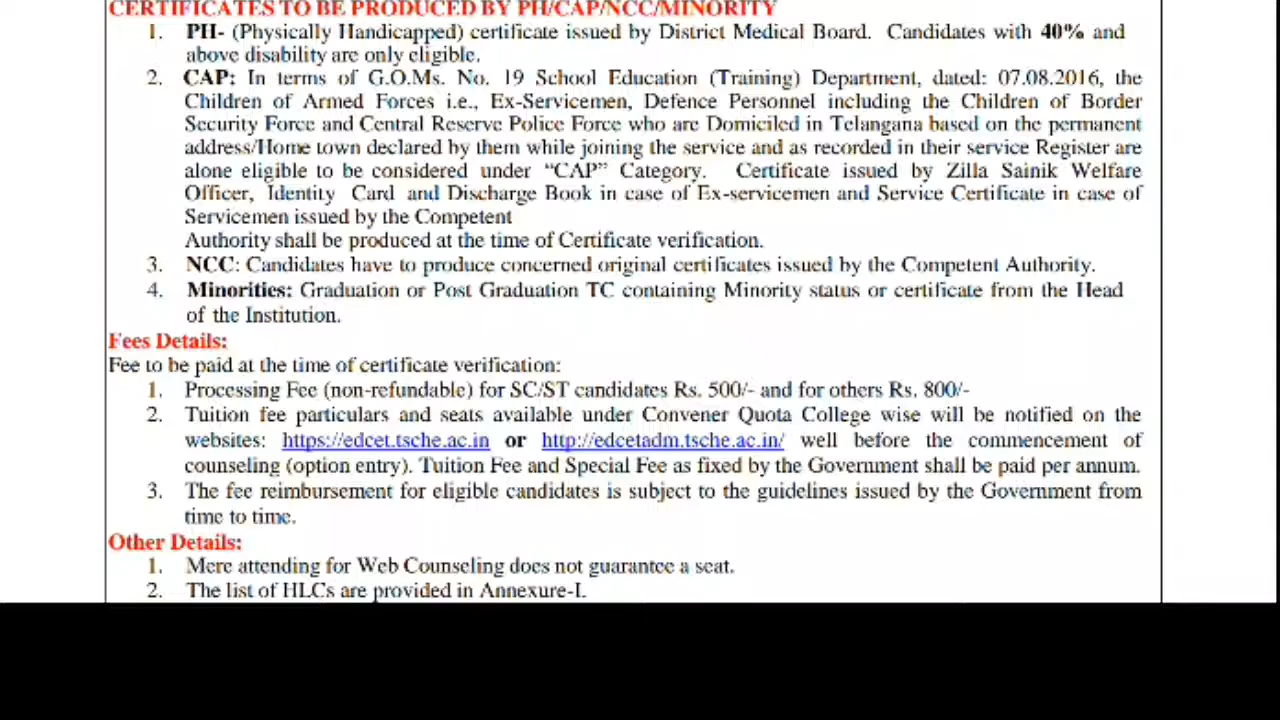 CERTIFICATES TO BE PRODUCED BY PH/CAP/NCC/MINORITY
1. PH- (Physically Handicapped) certificate issued by District Medical Board. Candidates with 40% and
above disability are only eligible.
2. CAP: In terms of G.O.Ms. No. 19 School Education (Training) Department, dated: 07.08.2016, the
Children of Armed Forces i.e., Ex-Servicemen, Defence Personnel including the Children of Border
Security Force and Central Reserve Police Force who are Domiciled in Telangana based on the permanent
address/Home town declared by them while joining the service and as recorded in their service Register are
alone eligible to be considered under “CAP” Category. Certificate issued by Zilla Sainik Welfare
Officer, Identity Card and Discharge Book in case of Ex-servicemen and Service Certificate in case of
Servicemen issued by the Competent
Authority shall be produced at the time of Certificate verification.
3. NCC: Candidates have to produce concerned original certificates issued by the Competent Authority.
4. Minorities: Graduation or Post Graduation TC containing Minority status or certificate from the Head
of the Institution.
Fees Details:
Fee to be paid at the time of certificate verification:
1. Processing Fee (non-refundable) for SC/ST candidates Rs. 500/- and for others Rs. 800/-
2. Tuition fee particulars and seats available under Convener Quota College wise will be notified on the
websites: https://edcet.tsche.ac.in or http://edcetadm.tsche.ac.in/ well before the commencement of
counseling (option entry). Tuition Fee and Special Fee as fixed by the Government shall be paid per annum.
3. The fee reimbursement for eligible candidates is subject to the guidelines issued by the Government from
time to time.
Other Details:
1. Mere attending for Web Counseling does not guarantee a seat.
2. The list of HLCs are provided in Annexure-I.